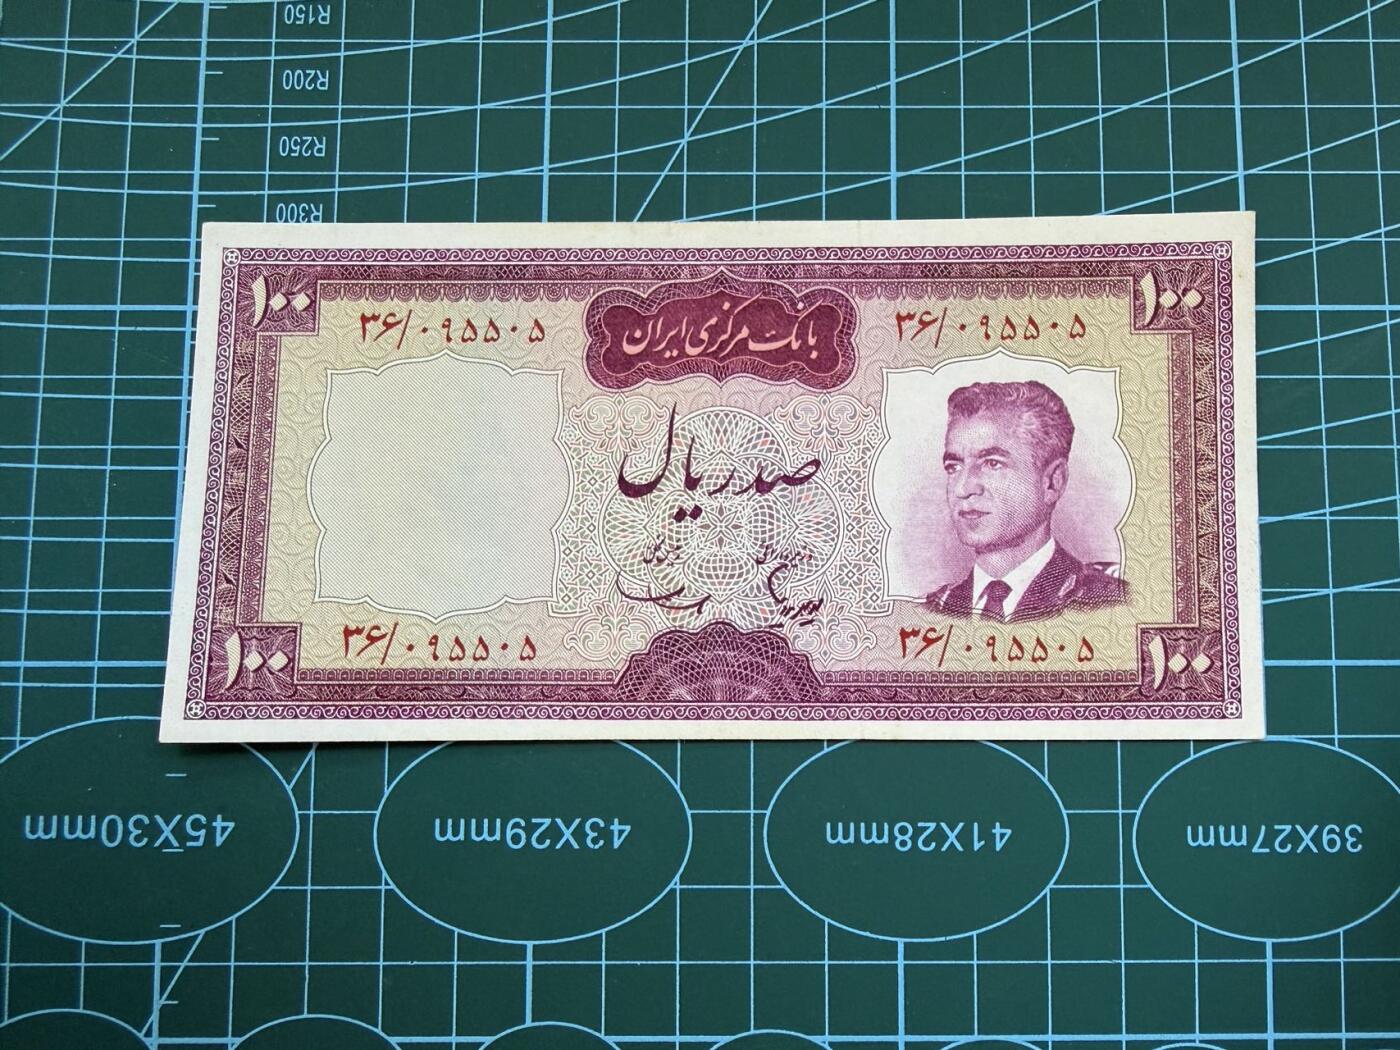 R150
R200
R250
R300
۱۰۰
۱۰۰
۳۶/۰۹۵۵۰۵
بانک مرکزی ایران
۳۶/۰۹۵۵۰۵
صد ریال
۳۶/۰۹۵۵۰۵
۳۶/۰۹۵۵۰۵
۱۰۰
۱۰۰
45X30mm
43X29mm
41X28mm
39X27mm